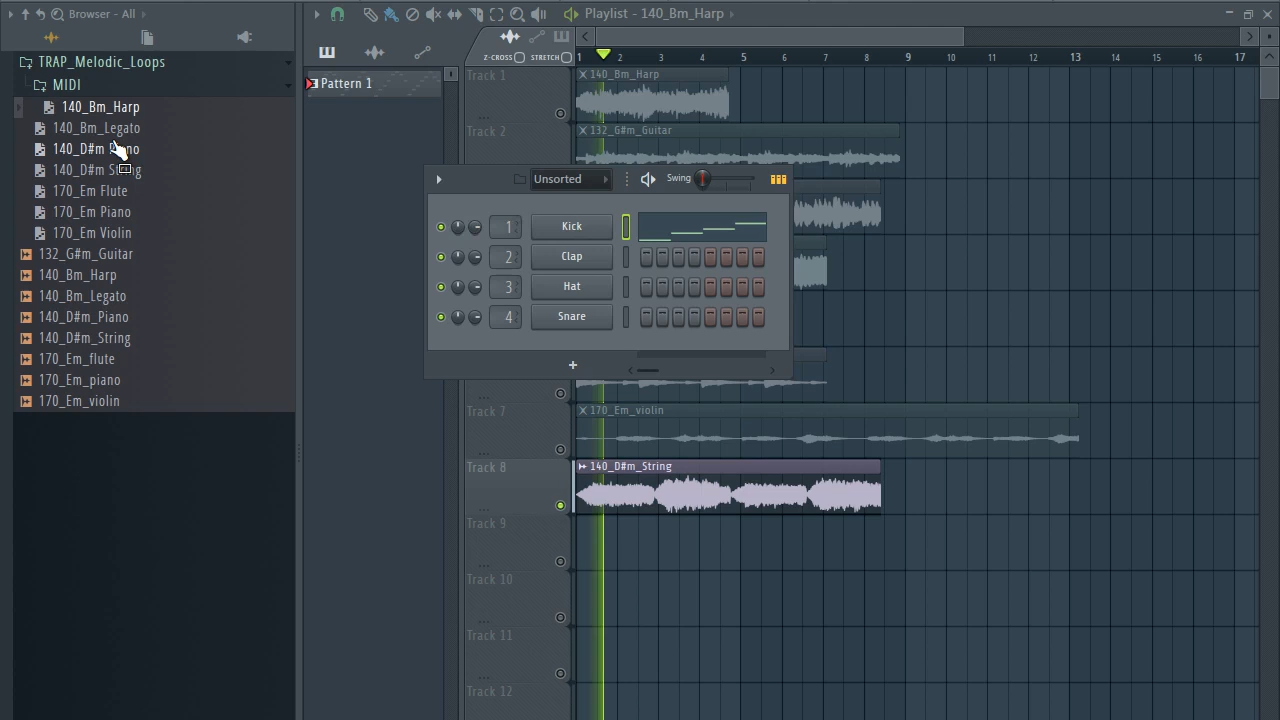 Browser - All
Playlist - 140_Bm_Harp
TRAP_Melodic_Loops
MIDI
140_Bm_Harp
140_Bm_Legato
140_D#m Piano
140_D#m String
170_Em Flute
170_Em Piano
170_Em Violin
132_G#m_Guitar
140_Bm_Harp
140_Bm_Legato
140_D#m_Piano
140_D#m_String
170_Em_flute
170_Em_piano
170_Em_violin
Pattern 1
Z-CROSS STRETCH
1 2 3 4 5 6 7 8 9 10 11 12 13 14 15 16 17
Track 1
140_Bm_Harp
Track 2
132_G#m_Guitar
Unsorted
Swing
1 Kick
2 Clap
3 Hat
4 Snare
+
Track 7
170_Em_violin
Track 8
140_D#m_String
Track 9
Track 10
Track 11
Track 12